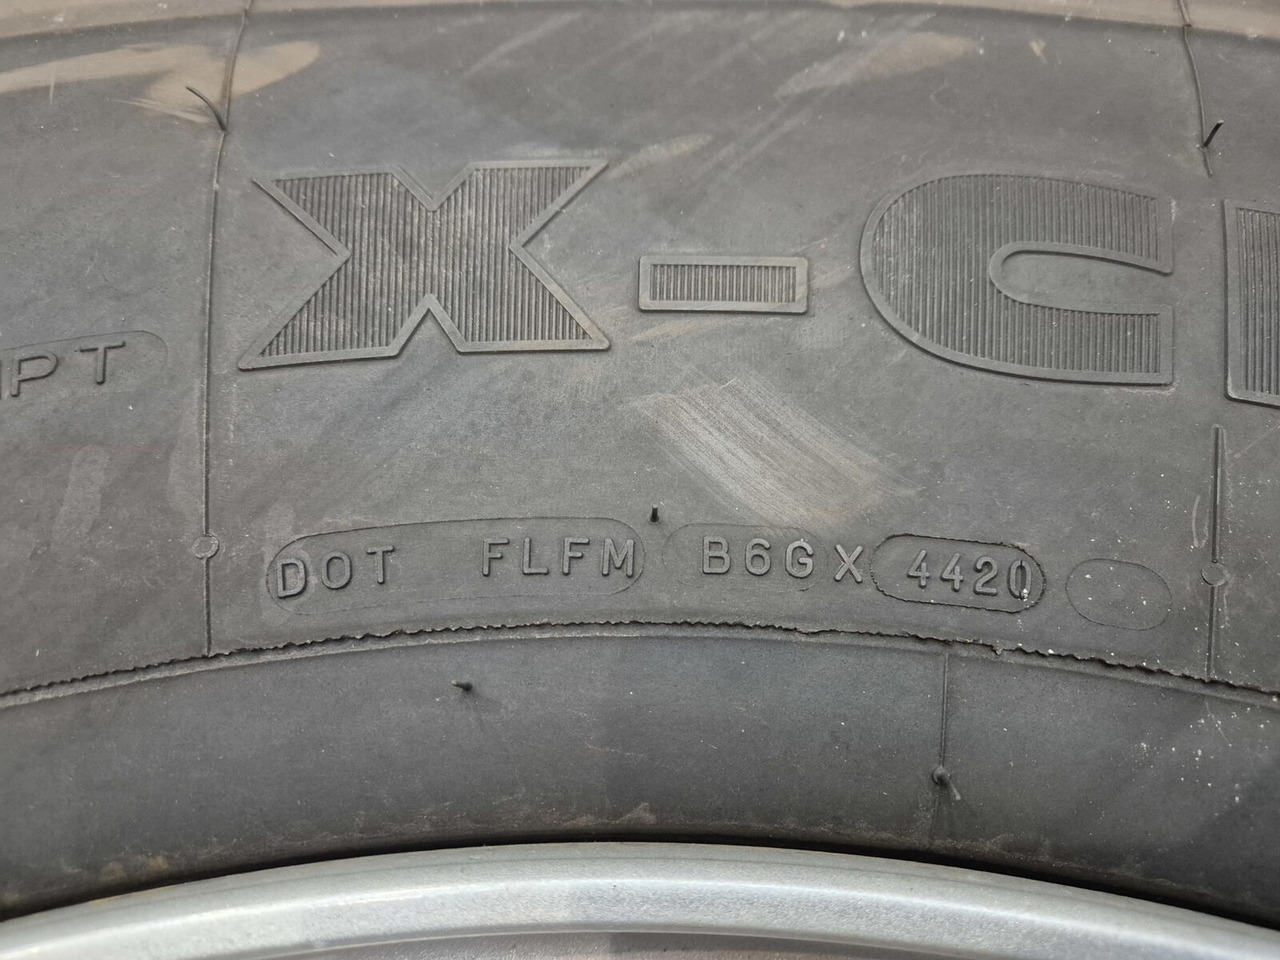 X-C
PT
DOT FLFM B6GX 4420